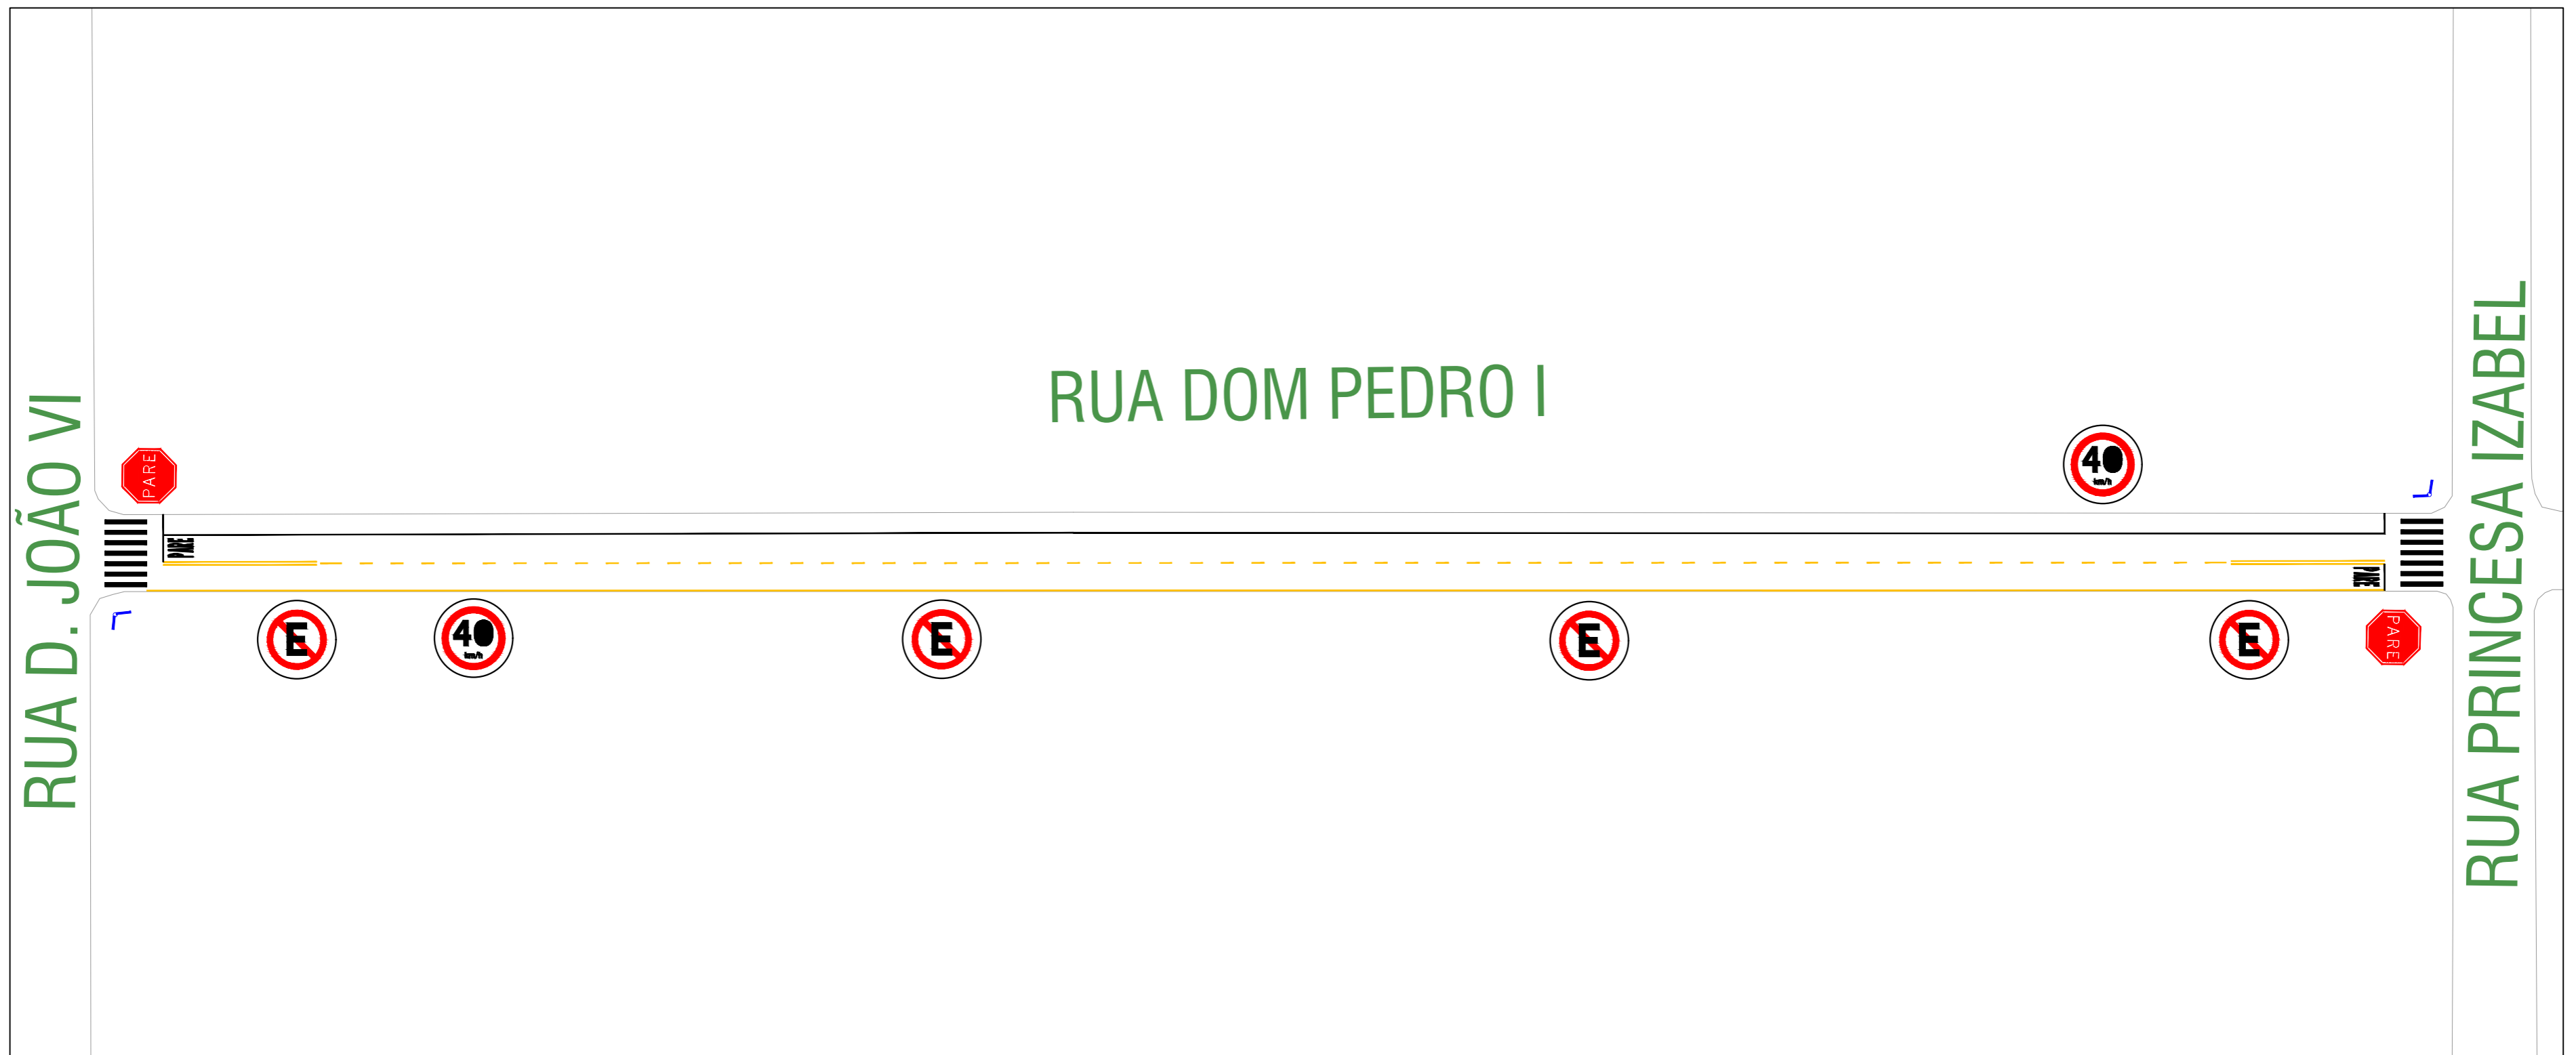 RUA DOM PEDRO I
RUA D. JOÃO VI
RUA PRINCESA IZABEL
PARE
40
km/h
PARE
PARE
E
40
km/h
E
E
E
PARE